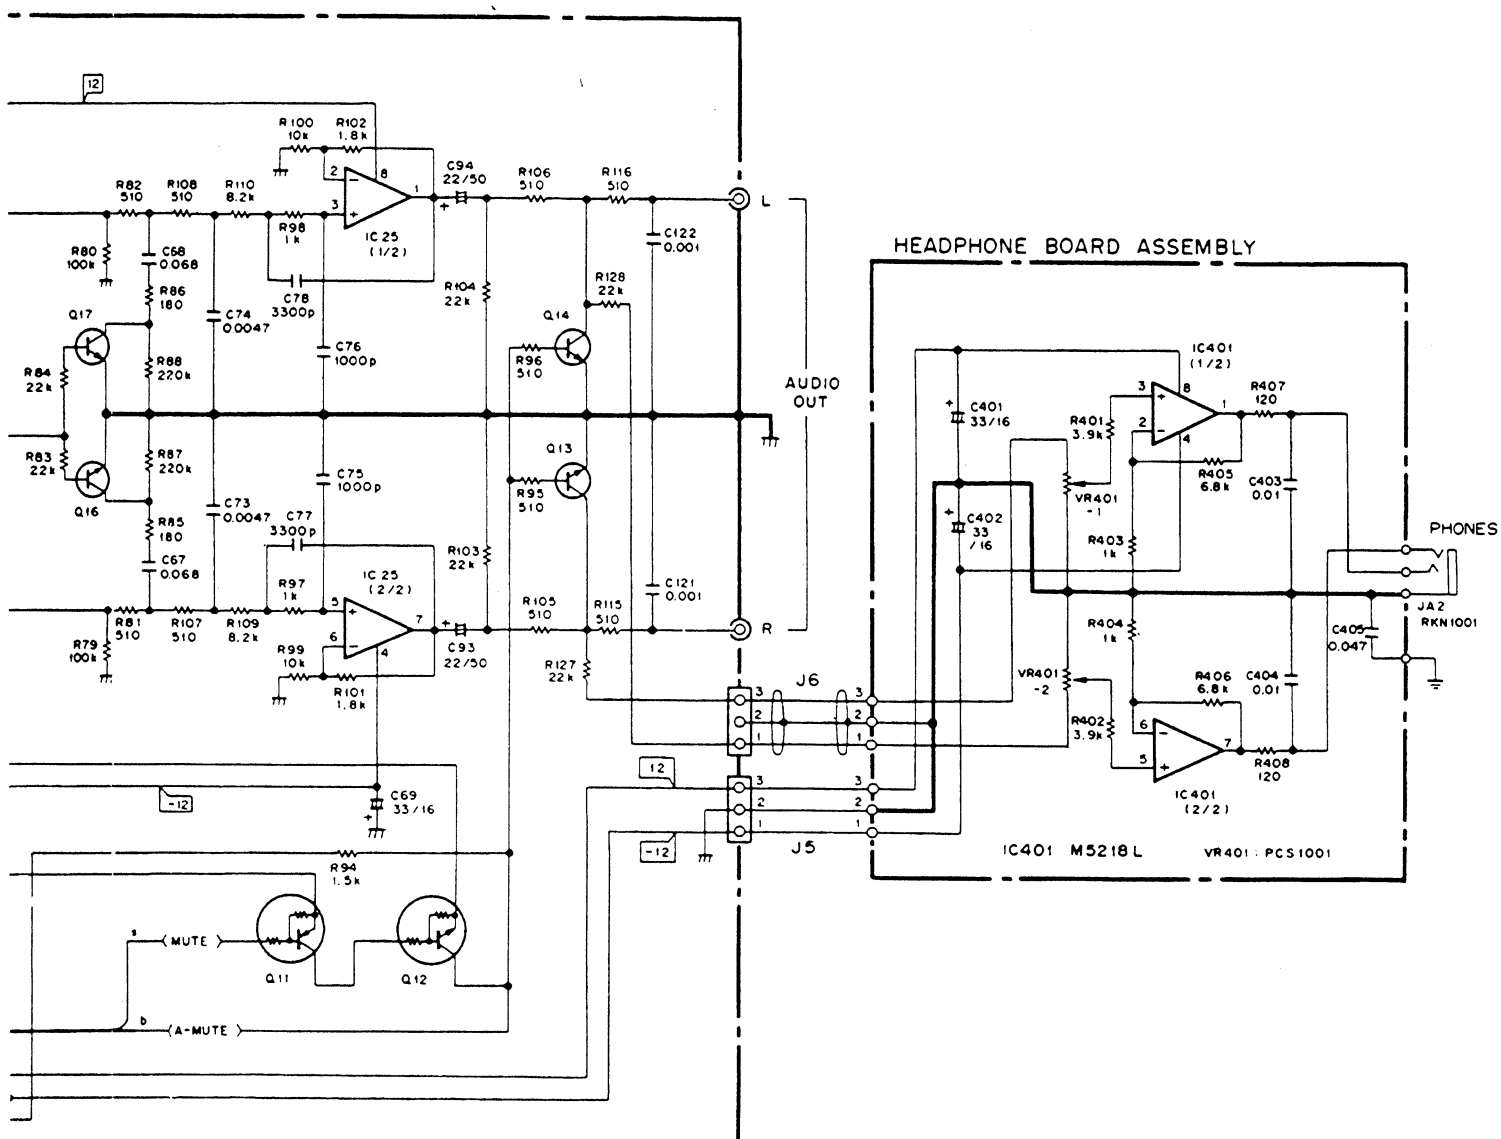 12
R100
10k
R102
1.8k
2
8
1
3
IC25
(1/2)
C94
22/50
+
R106
510
R116
510
L
R82
510
R108
510
R110
8.2k
R98
1k
R80
100k
C68
0.068
R86
180
C78
3300p
R104
22k
R128
22k
C122
0.001
HEADPHONE BOARD ASSEMBLY
Q17
C74
0.0047
C76
1000p
Q14
R96
510
R84
22k
R88
220k
AUDIO
OUT
IC401
(1/2)
R407
120
C401
33/16
R401
3.9k
3
8
1
2
4
R83
22k
R87
220k
Q13
R95
510
C75
1000p
R405
6.8k
C403
0.01
VR401
-1
Q16
C73
0.0047
C77
3300p
R85
180
C67
0.068
C402
33
/16
R403
1k
PHONES
R103
22k
IC25
(2/2)
R97
1k
5
7
6
4
C121
0.001
R105
510
R115
510
R
R81
510
R107
510
R109
8.2k
R79
100k
R99
10k
R101
1.8k
C93
22/50
R127
22k
R404
1k
JA2
RKN1001
C405
0.047
VR401
-2
R406
6.8k
C404
0.01
J6
3
2
1
3
2
1
R402
3.9k
6
5
7
R408
120
IC401
(2/2)
12
-12
C69
33/16
3
2
1
3
2
1
-12
J5
IC401 M5218L
VR401 : PCS1001
R94
1.5k
MUTE
Q11
Q12
b
A-MUTE